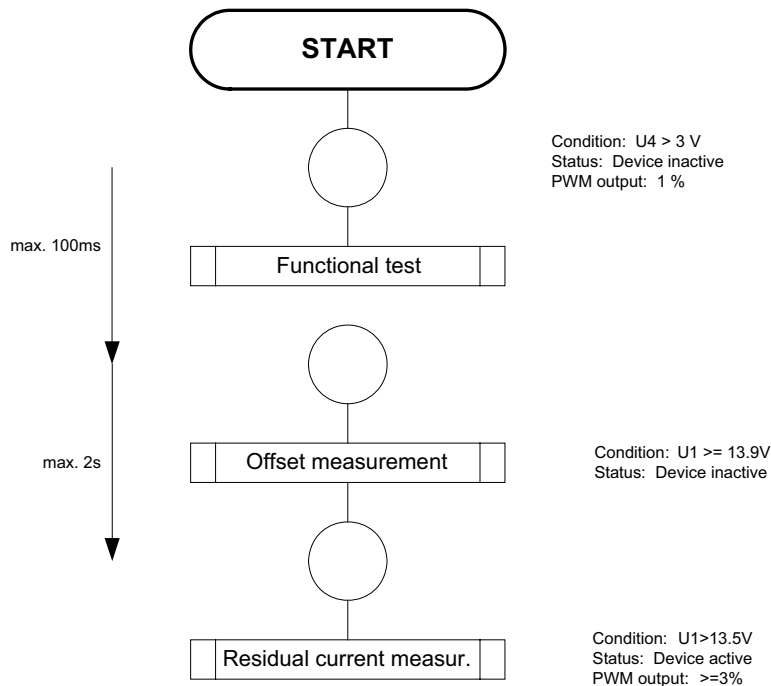 START
Condition: U4 > 3 V
Status: Device inactive
PWM output: 1 %
max. 100ms
Functional test
max. 2s
Offset measurement
Condition: U1 >= 13.9V
Status: Device inactive
Residual current measur.
Condition: U1>13.5V
Status: Device active
PWM output: >=3%